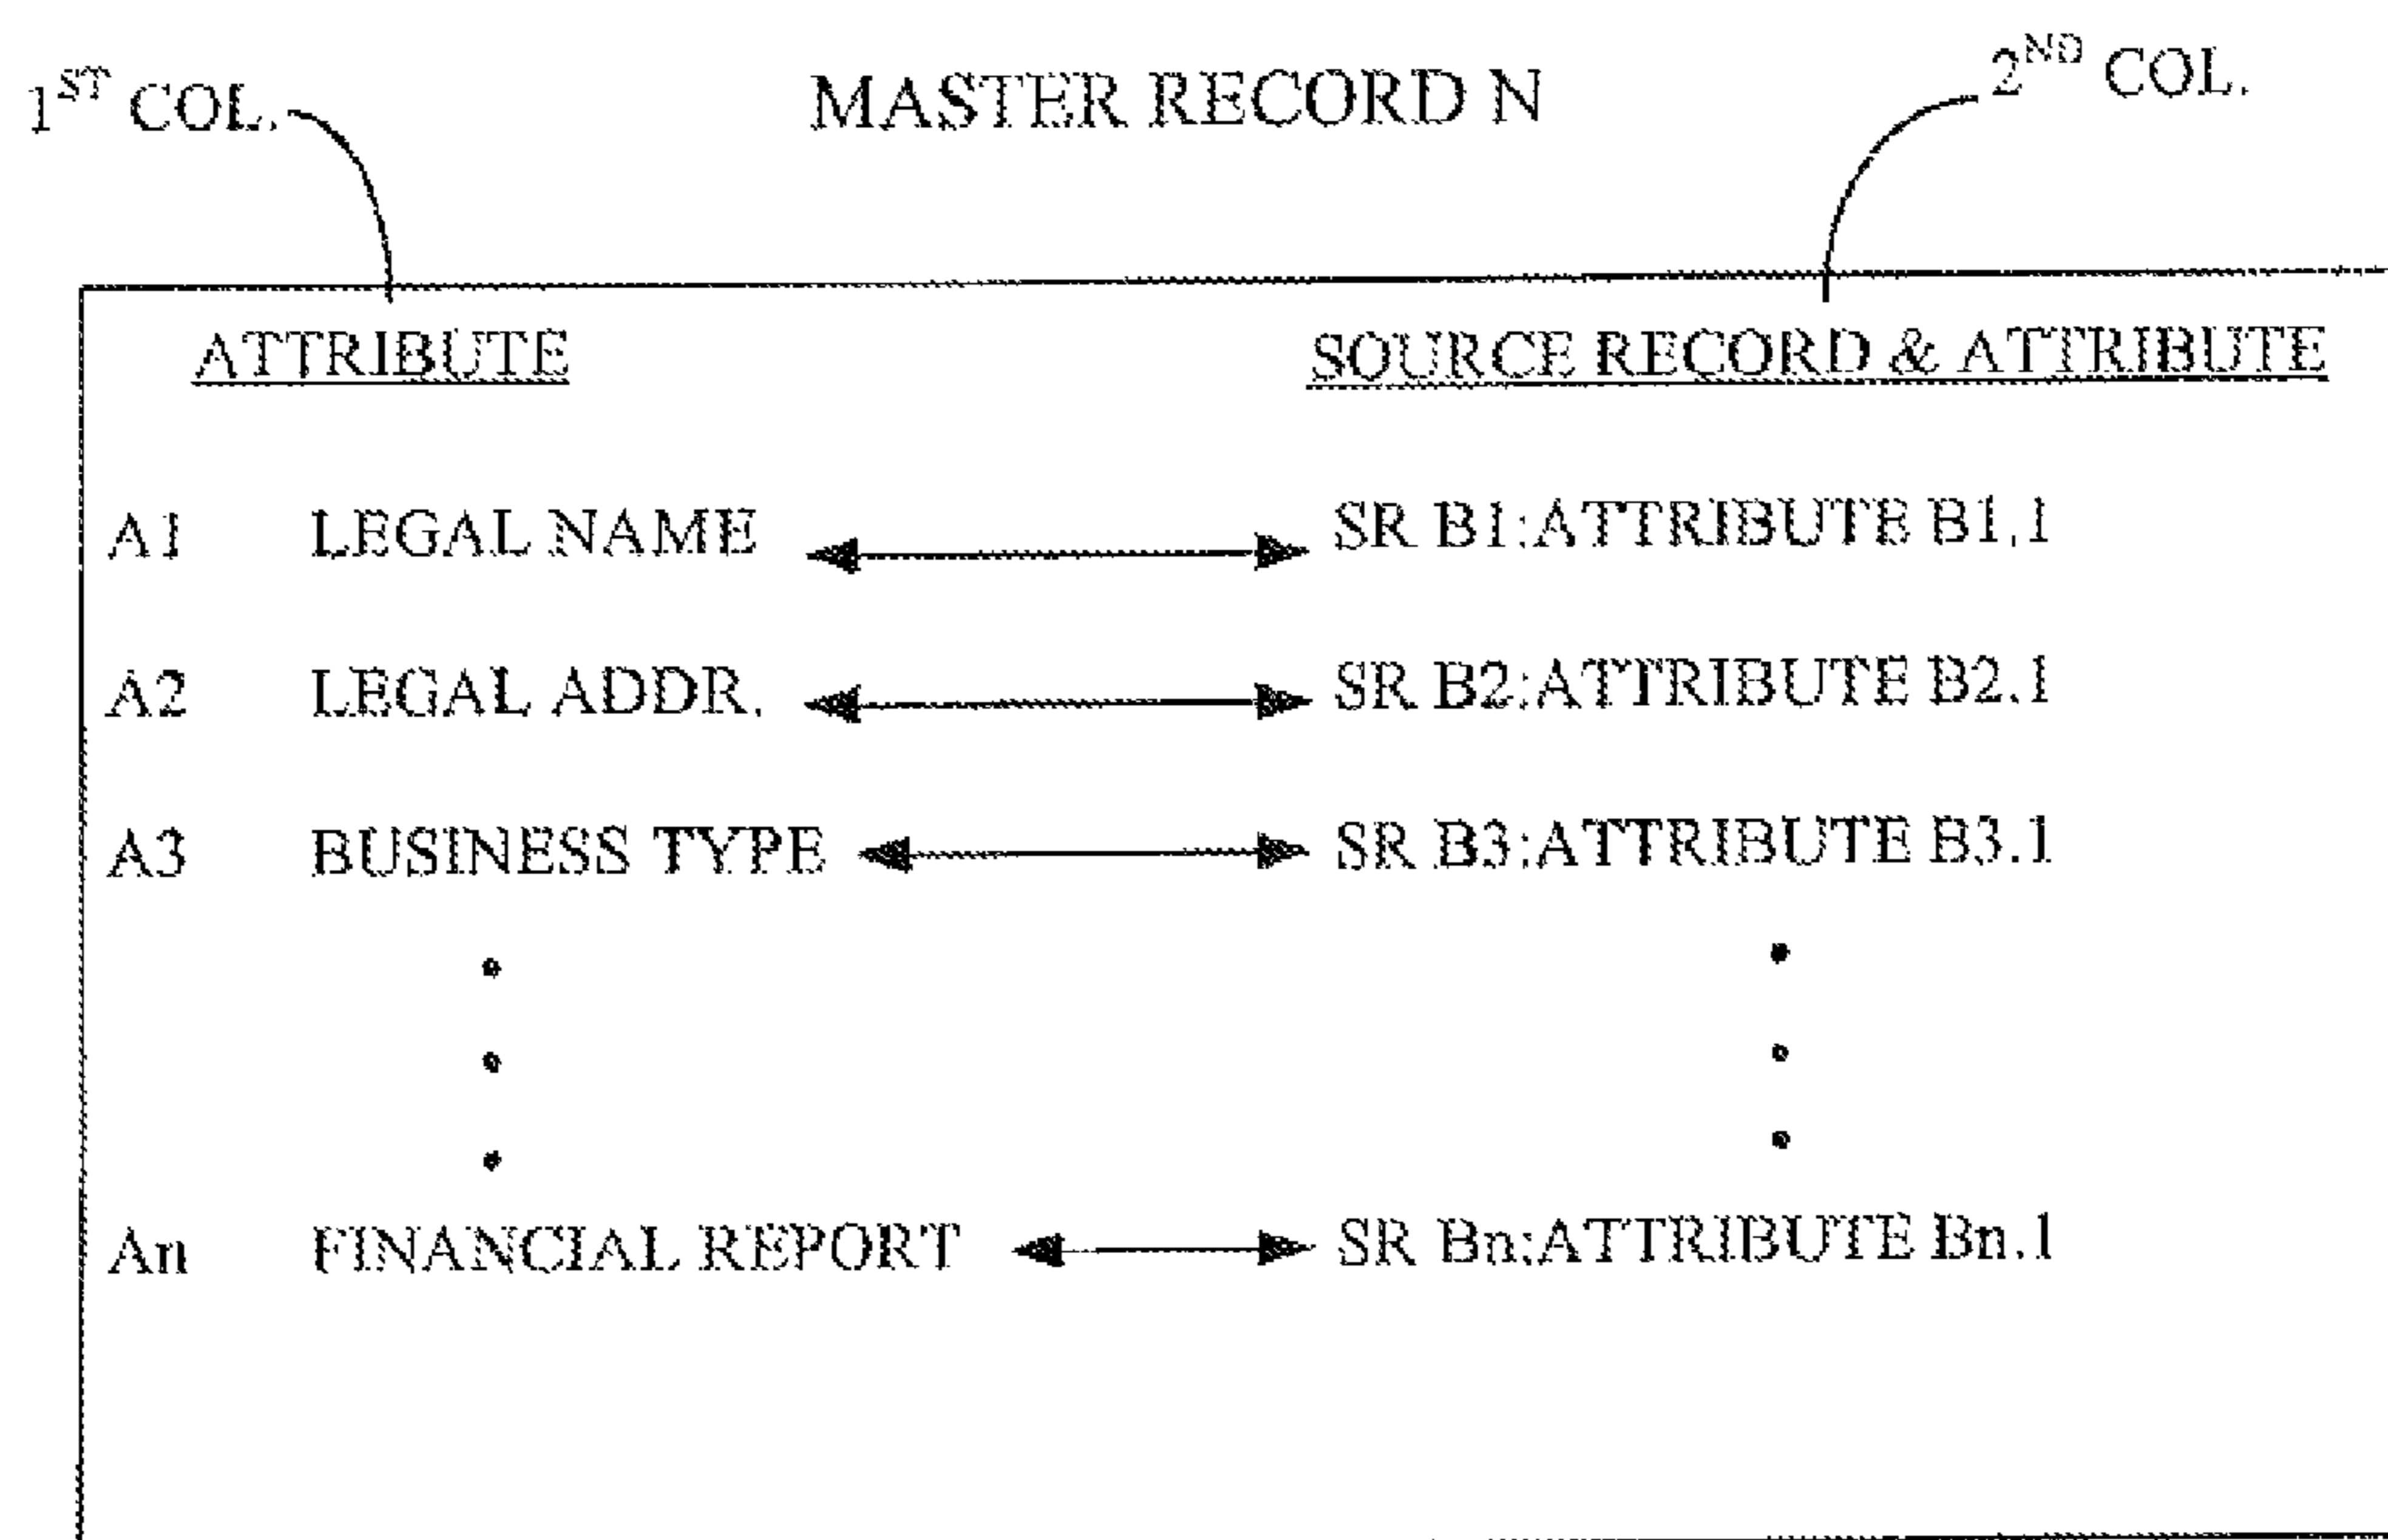 1ST COL. MASTER RECORD N 2ND COL.
ATTRIBUTE SOURCE RECORD & ATTRIBUTE
A1 LEGAL NAME SR B1:ATTRIBUTE B1.1
A2 LEGAL ADDR. SR B2:ATTRIBUTE B2.1
A3 BUSINESS TYPE SR B3:ATTRIBUTE B3.1
An FINANCIAL REPORT SR Bn:ATTRIBUTE Bn.1